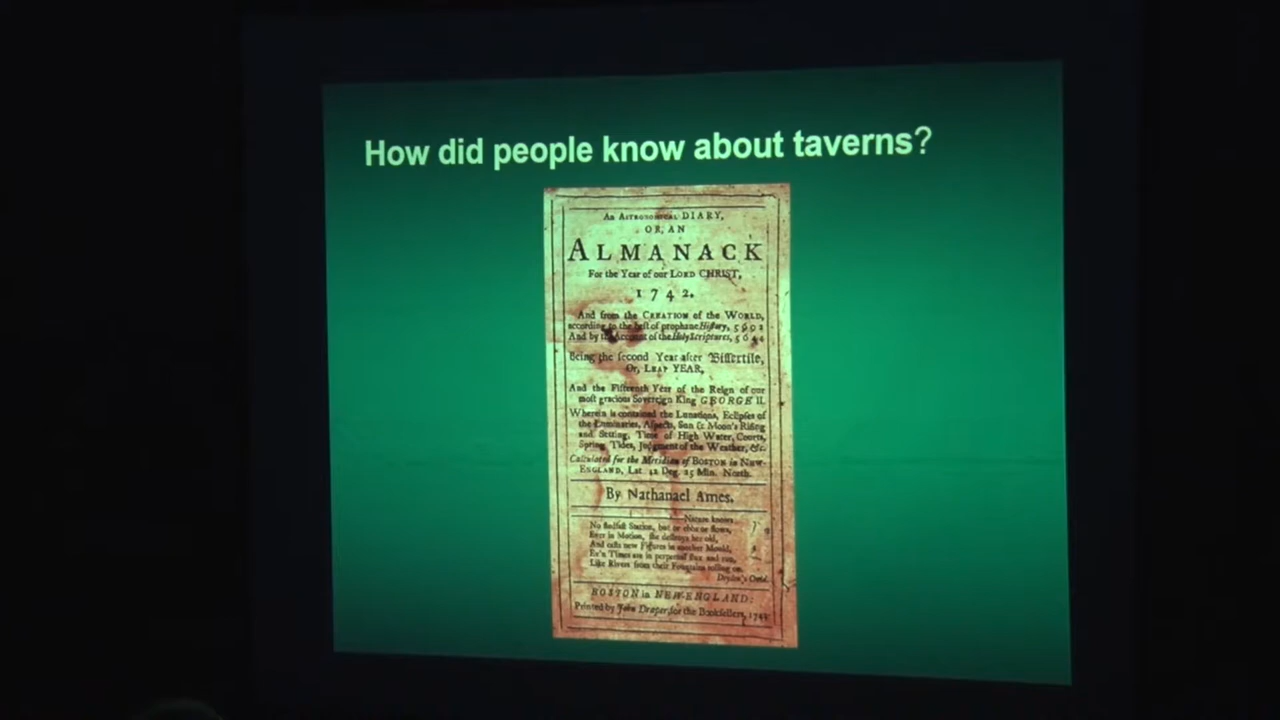 How did people know about taverns?
An ASTRONOMICAL DIARY,
OR, AN
ALMANACK
For the Year of our LORD CHRIST,
1742.
And from the CREATION of the WORLD,
according to the best of prophane History, 5692
And by the Account of the Holy Scriptures, 5644
Being the second Year after Bissextile,
Or, LEAP YEAR,
And the Fifteenth Year of the Reign of our
most gracious Sovereign King GEORGE II.
Wherein is contained the Lunations, Eclipses of
the Luminaries, Aspects, Sun & Moon's Rising
and Setting, Time of High Water, Courts,
Spring Tides, Judgment of the Weather, &c.
Calculated for the Meridian of BOSTON in NEW-
ENGLAND, Lat. 42 Deg. 25 Min. North.
By Nathanael Ames.
Nature knows
No stedfast Station, but or ebbs or flows,
Ever in Motion, she destroys her old,
And casts new Figures in another Mould,
Ev'n Times are in perpetual flux and run,
Like Rivers from their Fountains rolling on.
Dryden's Ovid.
BOSTON in NEW-ENGLAND:
Printed by John Draper, for the Booksellers,